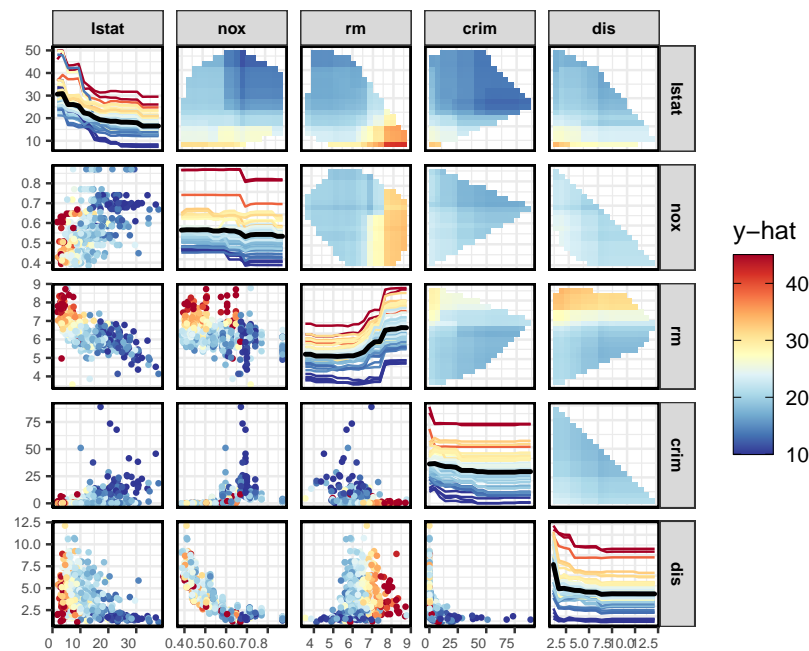 lstat nox rm crim dis
50
40
30
20
10
lstat
0.8
0.7
0.6
0.5
0.4
nox
9
8
7
6
5
4
rm
75
50
25
0
crim
12.5
10.0
7.5
5.0
2.5
dis
0 10 20 30
0.4 0.5 0.6 0.7 0.8
4 5 6 7 8 9
0 25 50 75
2.5 5.0 7.5 10.0 12.5
y−hat
40
30
20
10